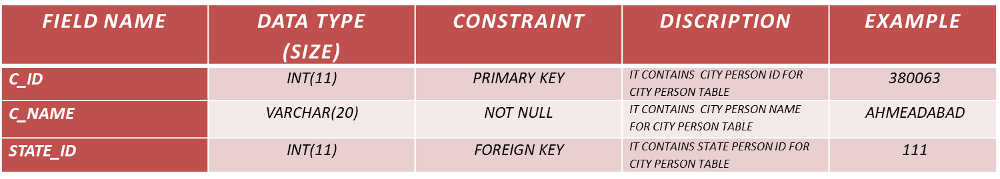 FIELD NAME DATA TYPE (SIZE) CONSTRAINT DISCRIPTION EXAMPLE
C_ID INT(11) PRIMARY KEY IT CONTAINS CITY PERSON ID FOR CITY PERSON TABLE 380063
C_NAME VARCHAR(20) NOT NULL IT CONTAINS CITY PERSON NAME FOR CITY PERSON TABLE AHMEADABAD
STATE_ID INT(11) FOREIGN KEY IT CONTAINS STATE PERSON ID FOR CITY PERSON TABLE 111